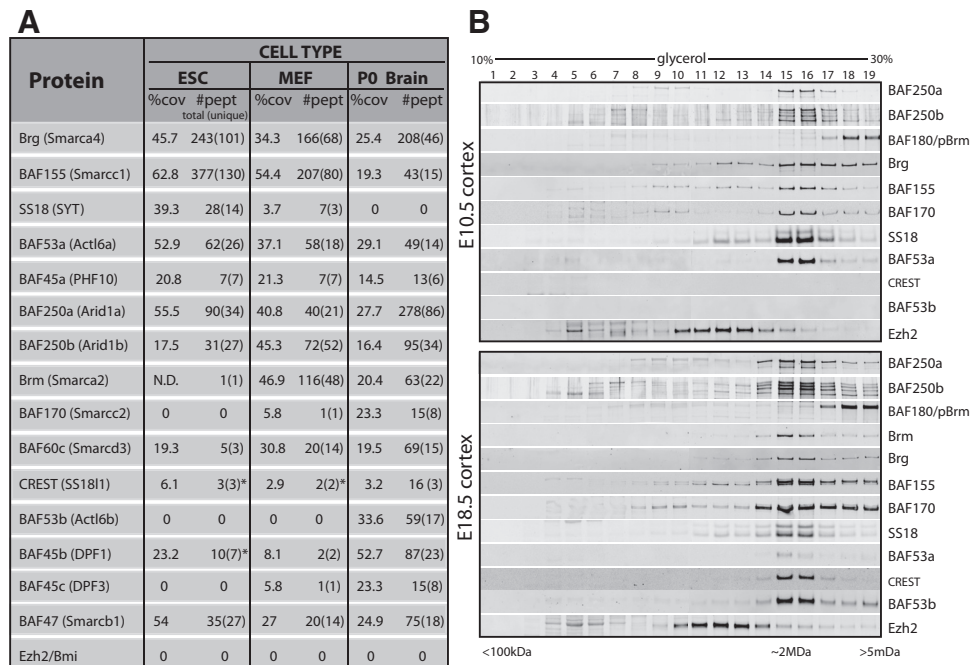 A
Protein
CELL TYPE
ESC MEF P0 Brain
%cov #pept %cov #pept %cov #pept
total (unique)
Brg (Smarca4) 45.7 243(101) 34.3 166(68) 25.4 208(46)
BAF155 (Smarcc1) 62.8 377(130) 54.4 207(80) 19.3 43(15)
SS18 (SYT) 39.3 28(14) 3.7 7(3) 0 0
BAF53a (Actl6a) 52.9 62(26) 37.1 58(18) 29.1 49(14)
BAF45a (PHF10) 20.8 7(7) 21.3 7(7) 14.5 13(6)
BAF250a (Arid1a) 55.5 90(34) 40.8 40(21) 27.7 278(86)
BAF250b (Arid1b) 17.5 31(27) 45.3 72(52) 16.4 95(34)
Brm (Smarca2) N.D. 1(1) 46.9 116(48) 20.4 63(22)
BAF170 (Smarcc2) 0 0 5.8 1(1) 23.3 15(8)
BAF60c (Smarcd3) 19.3 5(3) 30.8 20(14) 19.5 69(15)
CREST (SS18l1) 6.1 3(3)* 2.9 2(2)* 3.2 16 (3)
BAF53b (Actl6b) 0 0 0 0 33.6 59(17)
BAF45b (DPF1) 23.2 10(7)* 8.1 2(2) 52.7 87(23)
BAF45c (DPF3) 0 0 5.8 1(1) 23.3 15(8)
BAF47 (Smarcb1) 54 35(27) 27 20(14) 24.9 75(18)
Ezh2/Bmi 0 0 0 0 0 0
B
10% glycerol 30%
1 2 3 4 5 6 7 8 9 10 11 12 13 14 15 16 17 18 19
E10.5 cortex
BAF250a
BAF250b
BAF180/pBrm
Brg
BAF155
BAF170
SS18
BAF53a
CREST
BAF53b
Ezh2
E18.5 cortex
BAF250a
BAF250b
BAF180/pBrm
Brm
Brg
BAF155
BAF170
SS18
BAF53a
CREST
BAF53b
Ezh2
<100kDa ~2MDa >5mDa